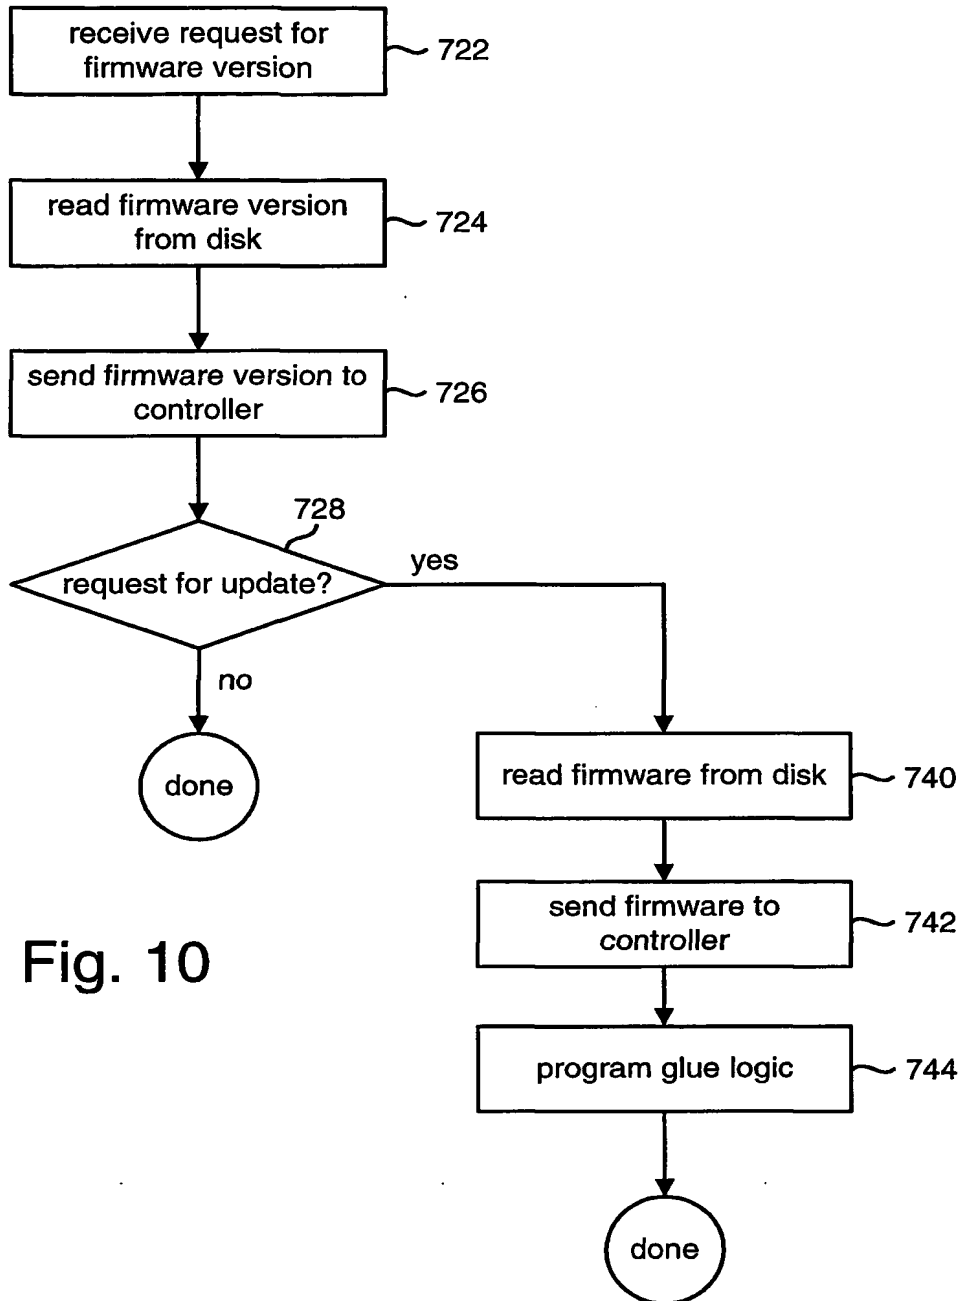 receive request for
firmware version
722
read firmware version
from disk
724
send firmware version to
controller
726
728
request for update?
yes
no
done
read firmware from disk
740
send firmware to
controller
742
Fig. 10
program glue logic
744
done